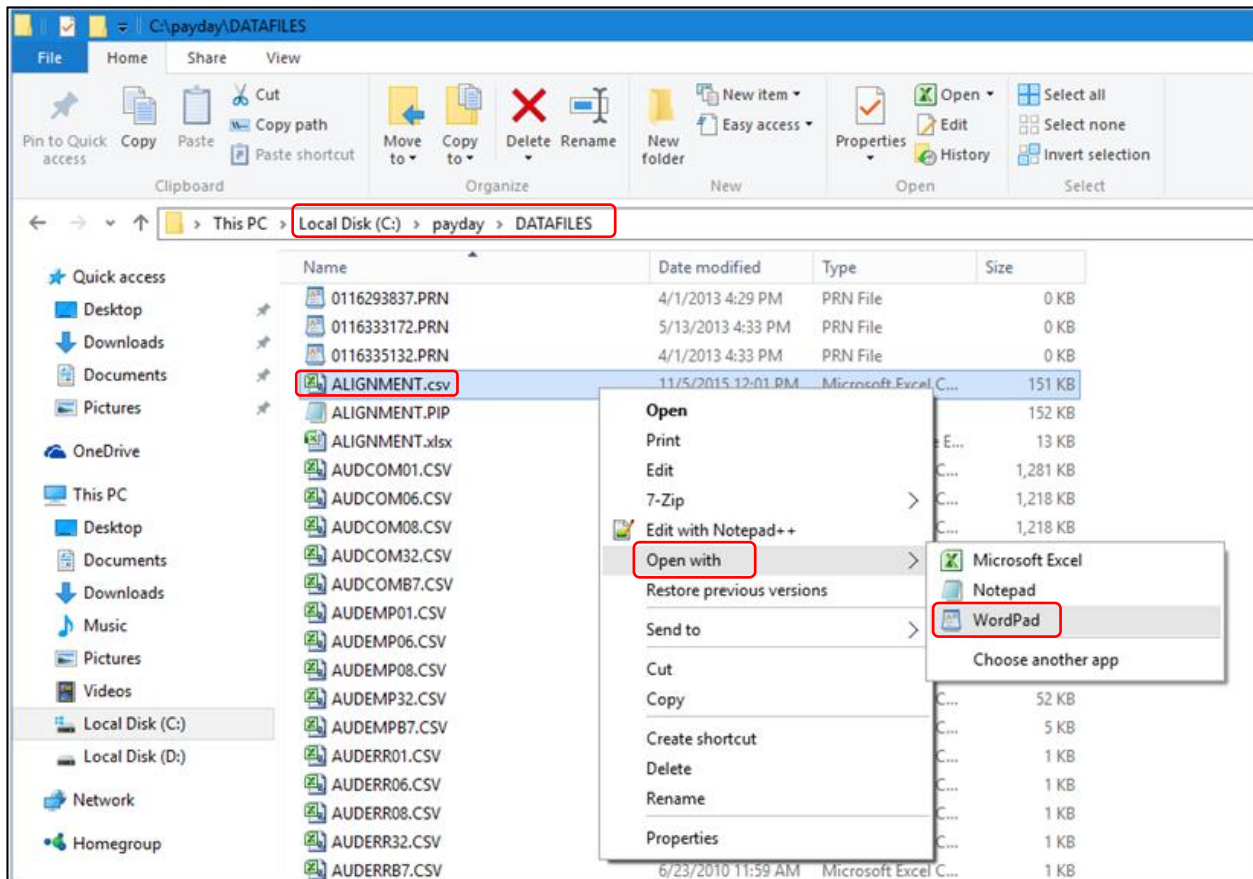 C:\payday\DATAFILES
File Home Share View
Pin to Quick access
Copy
Paste
Cut
Copy path
Paste shortcut
Clipboard
Move to
Copy to
Delete
Rename
Organize
New folder
New item
Easy access
New
Properties
Open
Edit
History
Open
Select all
Select none
Invert selection
Select
This PC > Local Disk (C:) > payday > DATAFILES
Quick access
Desktop
Downloads
Documents
Pictures
OneDrive
This PC
Desktop
Documents
Downloads
Music
Pictures
Videos
Local Disk (C:)
Local Disk (D:)
Network
Homegroup
Name Date modified Type Size
0116293837.PRN 4/1/2013 4:29 PM PRN File 0 KB
0116333172.PRN 5/13/2013 4:33 PM PRN File 0 KB
0116335132.PRN 4/1/2013 4:33 PM PRN File 0 KB
ALIGNMENT.csv 11/5/2015 12:01 PM Microsoft Excel C... 151 KB
ALIGNMENT.PIP 152 KB
ALIGNMENT.xlsx E... 13 KB
AUDCOM01.CSV C... 1,281 KB
AUDCOM06.CSV C... 1,218 KB
AUDCOM08.CSV C... 1,218 KB
AUDCOM32.CSV
AUDCOMB7.CSV
AUDEMP01.CSV
AUDEMP06.CSV
AUDEMP08.CSV
AUDEMP32.CSV C... 52 KB
AUDEMPB7.CSV C... 5 KB
AUDERR01.CSV C... 1 KB
AUDERR06.CSV C... 1 KB
AUDERR08.CSV C... 1 KB
AUDERR32.CSV C... 1 KB
AUDERRB7.CSV 6/23/2010 11:59 AM Microsoft Excel C... 1 KB
Open
Print
Edit
7-Zip
Edit with Notepad++
Open with
Restore previous versions
Send to
Cut
Copy
Create shortcut
Delete
Rename
Properties
Microsoft Excel
Notepad
WordPad
Choose another app